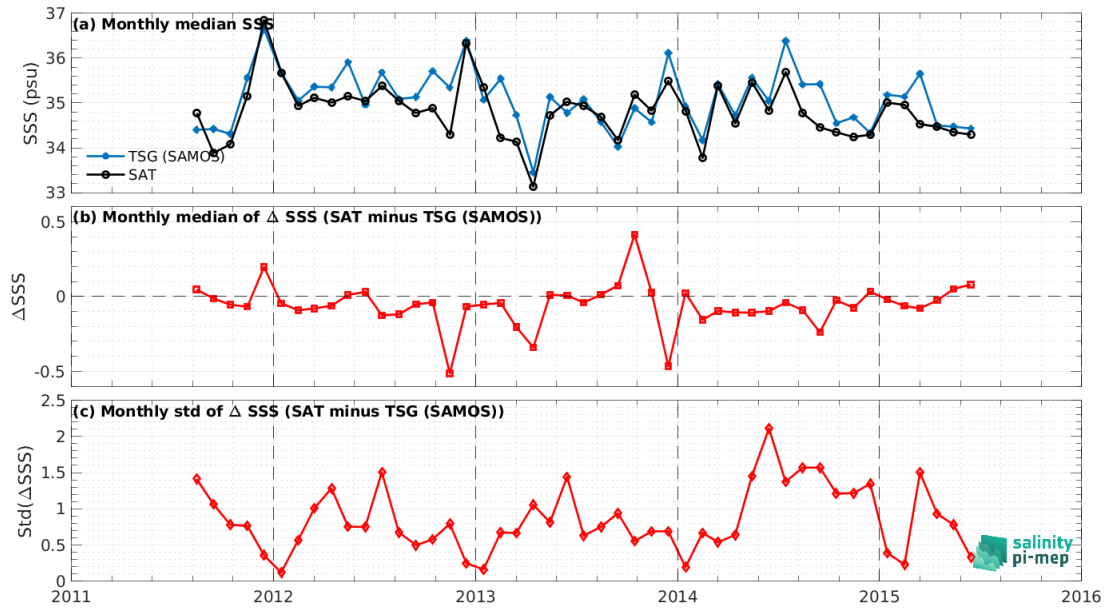 (a) Monthly median SSS
37
36
35
34
33
SSS (psu)
TSG (SAMOS)
SAT
(b) Monthly median of Δ SSS (SAT minus TSG (SAMOS))
0.5
0
-0.5
ΔSSS
(c) Monthly std of Δ SSS (SAT minus TSG (SAMOS))
2.5
2
1.5
1
0.5
0
Std(ΔSSS)
salinity
pi-mep
2011 2012 2013 2014 2015 2016